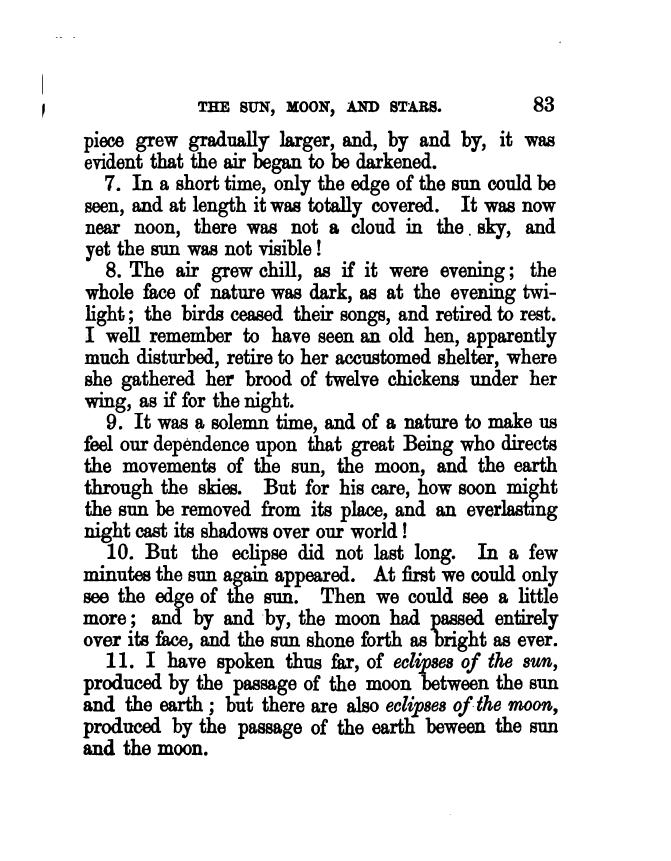 THE SUN, MOON, AND STARS. 83
piece grew gradually larger, and, by and by, it was
evident that the air began to be darkened.
7. In a short time, only the edge of the sun could be
seen, and at length it was totally covered. It was now
near noon, there was not a cloud in the sky, and
yet the sun was not visible!
8. The air grew chill, as if it were evening; the
whole face of nature was dark, as at the evening twi-
light; the birds ceased their songs, and retired to rest.
I well remember to have seen an old hen, apparently
much disturbed, retire to her accustomed shelter, where
she gathered her brood of twelve chickens under her
wing, as if for the night.
9. It was a solemn time, and of a nature to make us
feel our dependence upon that great Being who directs
the movements of the sun, the moon, and the earth
through the skies. But for his care, how soon might
the sun be removed from its place, and an everlasting
night cast its shadows over our world!
10. But the eclipse did not last long. In a few
minutes the sun again appeared. At first we could only
see the edge of the sun. Then we could see a little
more; and by and by, the moon had passed entirely
over its face, and the sun shone forth as bright as ever.
11. I have spoken thus far, of eclipses of the sun,
produced by the passage of the moon between the sun
and the earth; but there are also eclipses of the moon,
produced by the passage of the earth beween the sun
and the moon.